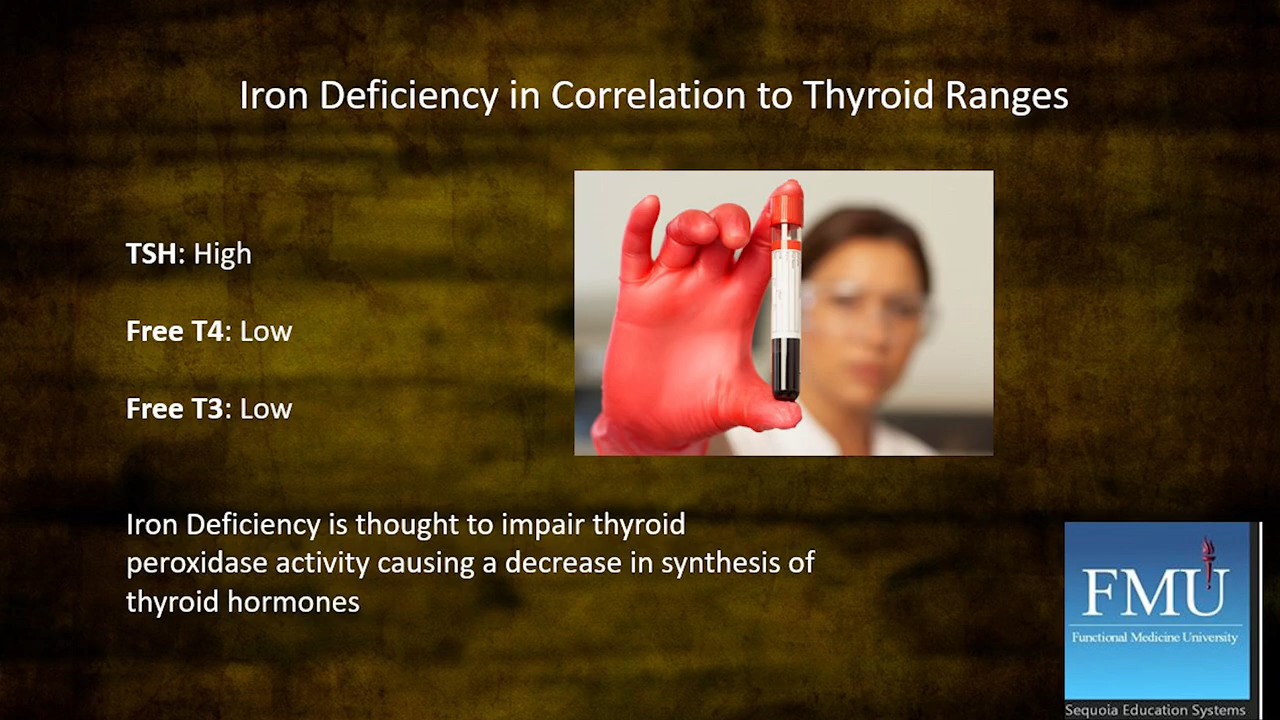 Iron Deficiency in Correlation to Thyroid Ranges
TSH: High
Free T4: Low
Free T3: Low
Iron Deficiency is thought to impair thyroid
peroxidase activity causing a decrease in synthesis of
thyroid hormones
FMU
Functional Medicine University
Sequoia Education Systems